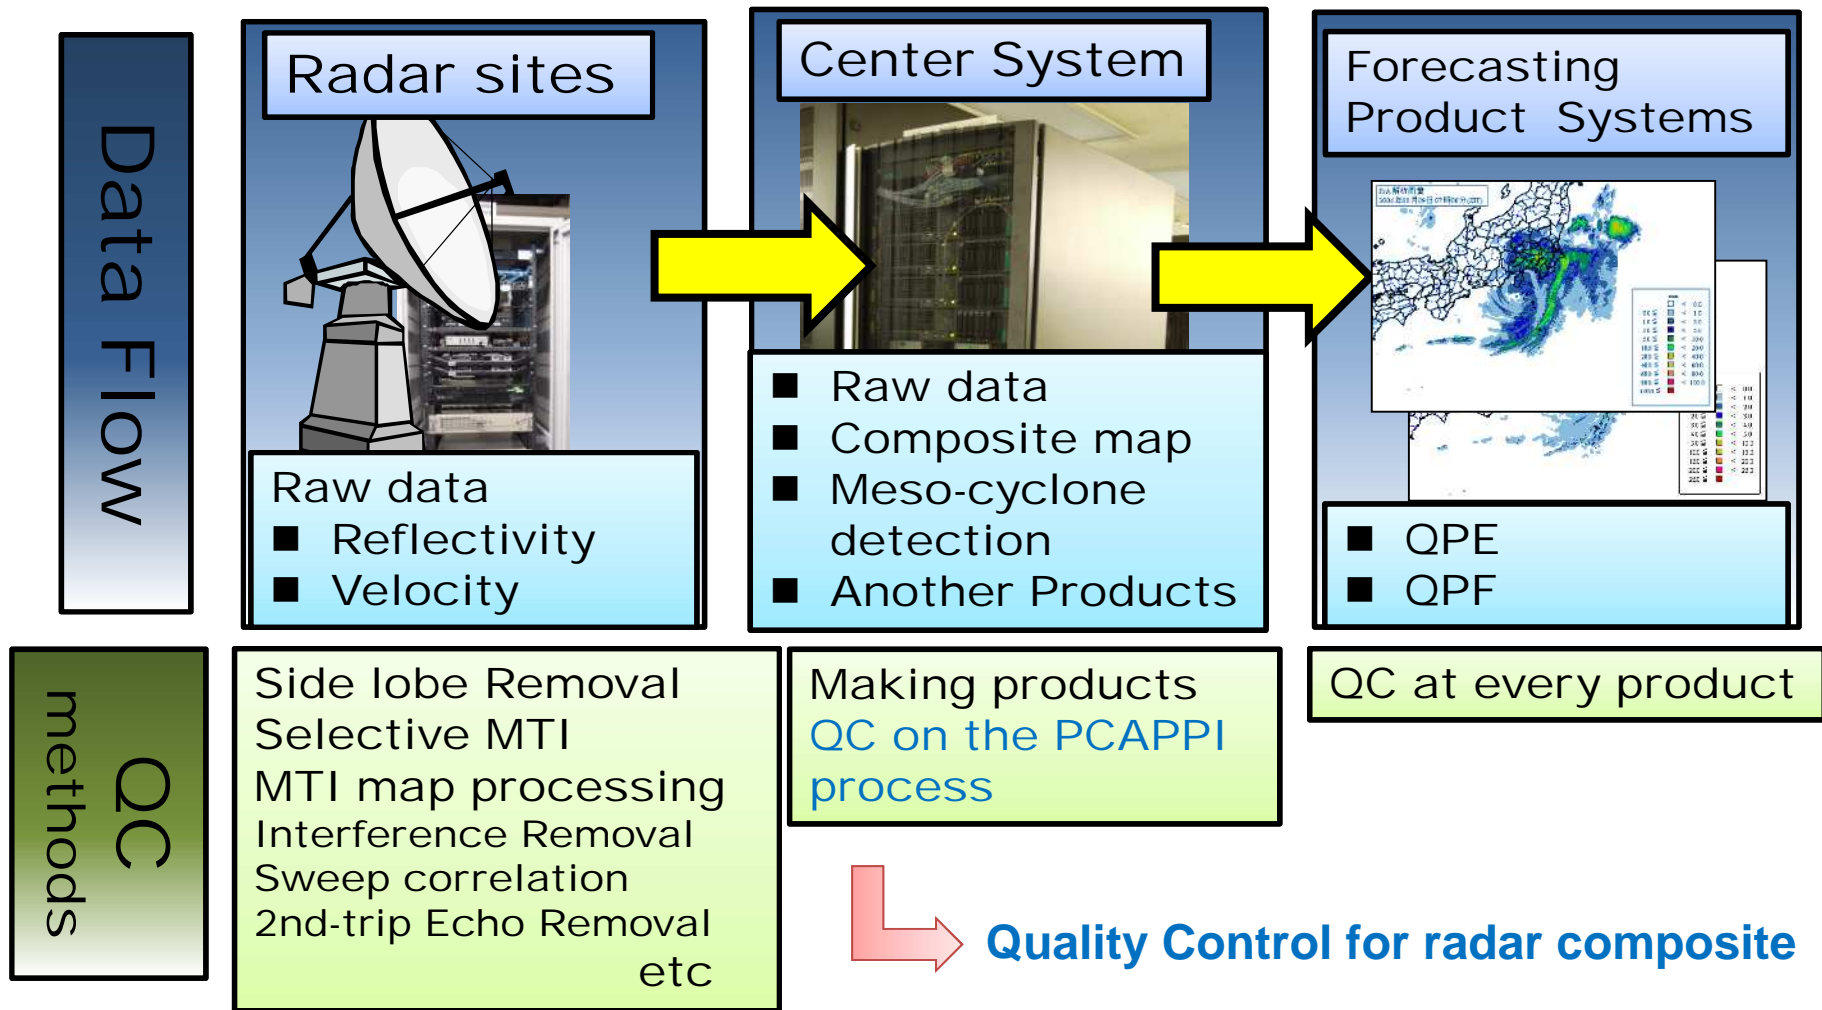 Data Flow
Radar sites
Raw data
■ Reflectivity
■ Velocity
Center System
■ Raw data
■ Composite map
■ Meso-cyclone
detection
■ Another Products
Forecasting
Product Systems
■ QPE
■ QPF
QC
methods
Side lobe Removal
Selective MTI
MTI map processing
Interference Removal
Sweep correlation
2nd-trip Echo Removal
etc
Making products
QC on the PCAPPI
process
QC at every product
Quality Control for radar composite